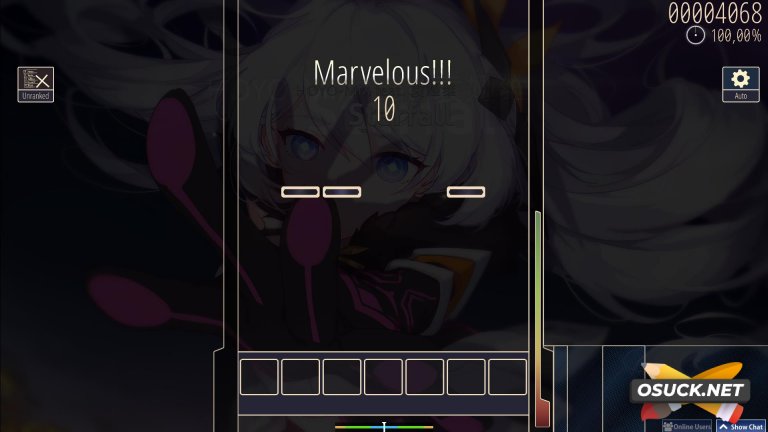 00004068
100,00%
Marvelous!!!
10
Unranked
Auto
OSUCK.NET
Online Users
Show Chat